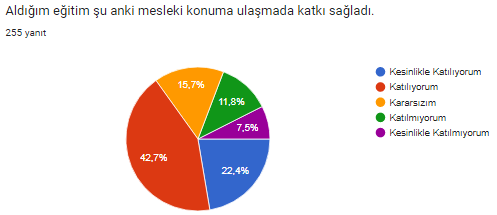 Aldığım eğitim şu anki mesleki konuma ulaşmada katkı sağladı.
255 yanıt
Kesinlikle Katılıyorum
Katılıyorum
Kararsızım
Katılmıyorum
Kesinlikle Katılmıyorum
15,7%
11,8%
7,5%
42,7%
22,4%